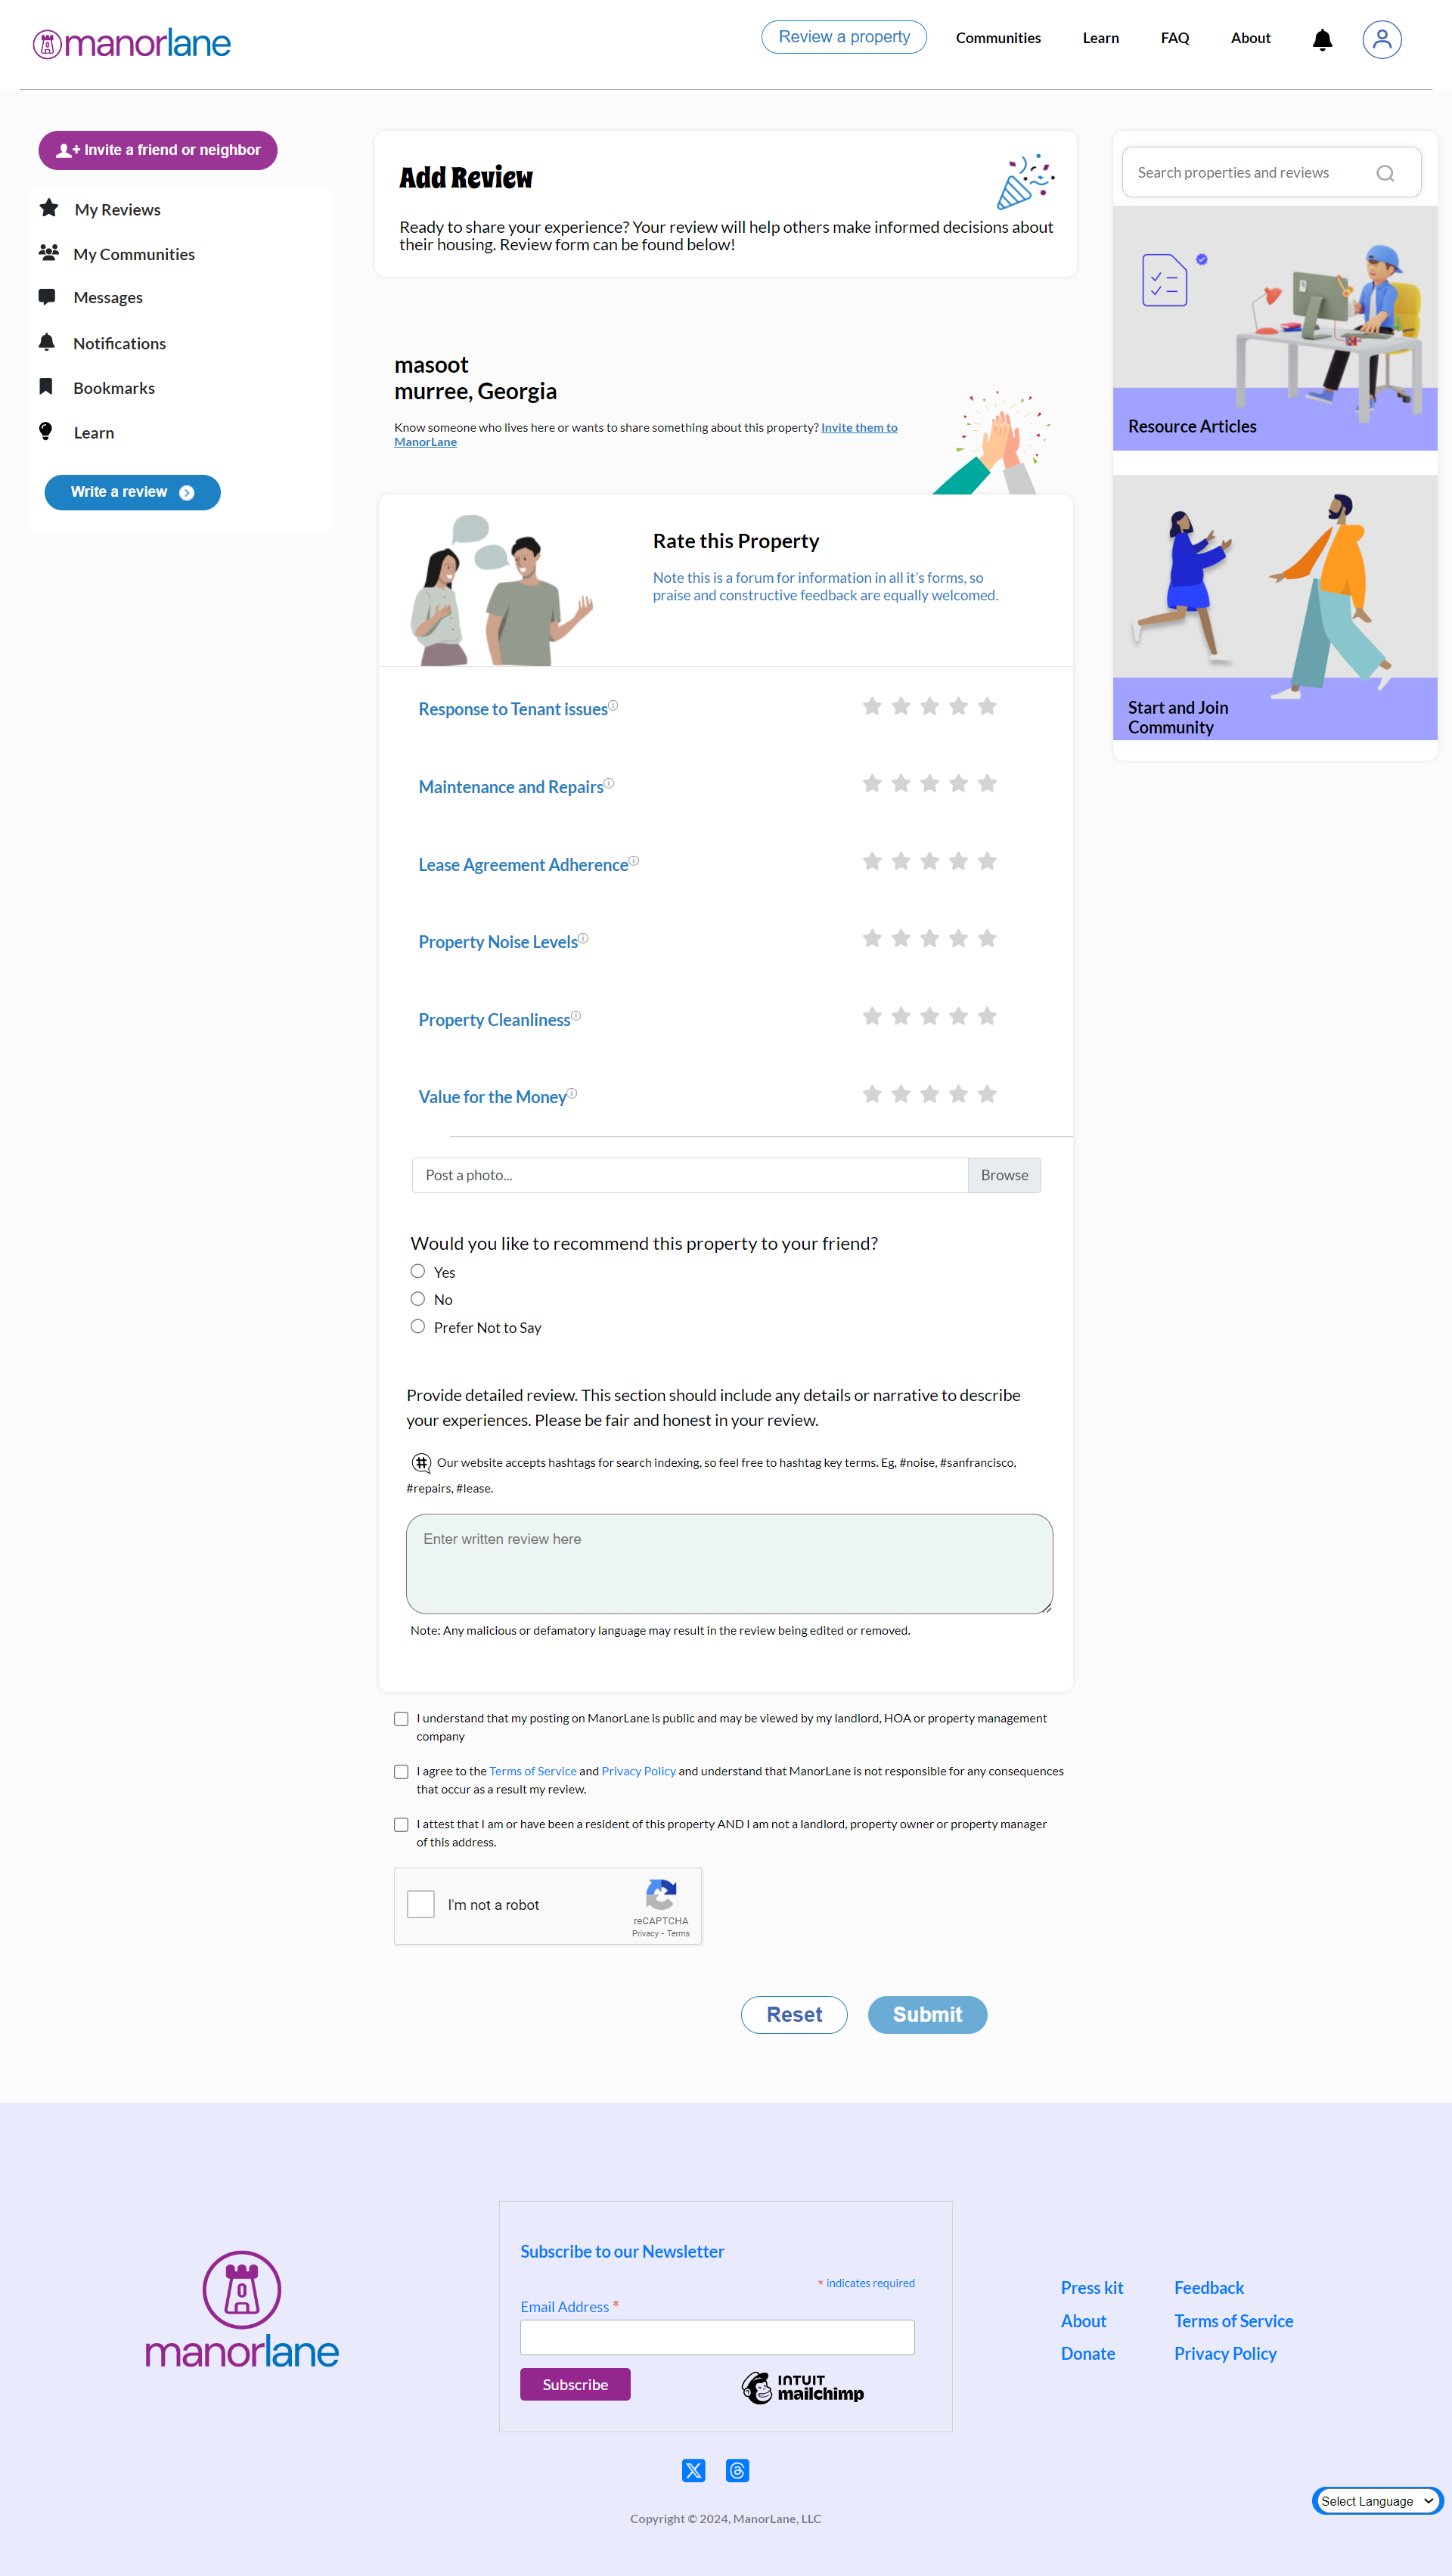 manorlane
Review a property
Communities
Learn
FAQ
About
Invite a friend or neighbor
My Reviews
My Communities
Messages
Notifications
Bookmarks
Learn
Write a review
Add Review
Ready to share your experience? Your review will help others make informed decisions about
their housing. Review form can be found below!
masoot
murree, Georgia
Know someone who lives here or wants to share something about this property? Invite them to
ManorLane
Rate this Property
Note this is a forum for information in all it's forms, so
praise and constructive feedback are equally welcomed.
Response to Tenant issues
Maintenance and Repairs
Lease Agreement Adherence
Property Noise Levels
Property Cleanliness
Value for the Money
Post a photo...
Browse
Would you like to recommend this property to your friend?
Yes
No
Prefer Not to Say
Provide detailed review. This section should include any details or narrative to describe
your experiences. Please be fair and honest in your review.
# Our website accepts hashtags for search indexing, so feel free to hashtag key terms. Eg, #noise, #sanfrancisco,
#repairs, #lease.
Enter written review here
Note: Any malicious or defamatory language may result in the review being edited or removed.
I understand that my posting on ManorLane is public and may be viewed by my landlord, HOA or property management
company
I agree to the Terms of Service and Privacy Policy and understand that ManorLane is not responsible for any consequences
that occur as a result my review.
I attest that I am or have been a resident of this property AND I am not a landlord, property owner or property manager
of this address.
I'm not a robot
reCAPTCHA
Privacy - Terms
Reset
Submit
Search properties and reviews
Resource Articles
Start and Join
Community
manorlane
Subscribe to our Newsletter
* indicates required
Email Address *
Subscribe
INTUIT
mailchimp
Press kit
Feedback
About
Terms of Service
Donate
Privacy Policy
Copyright © 2024, ManorLane, LLC
Select Language